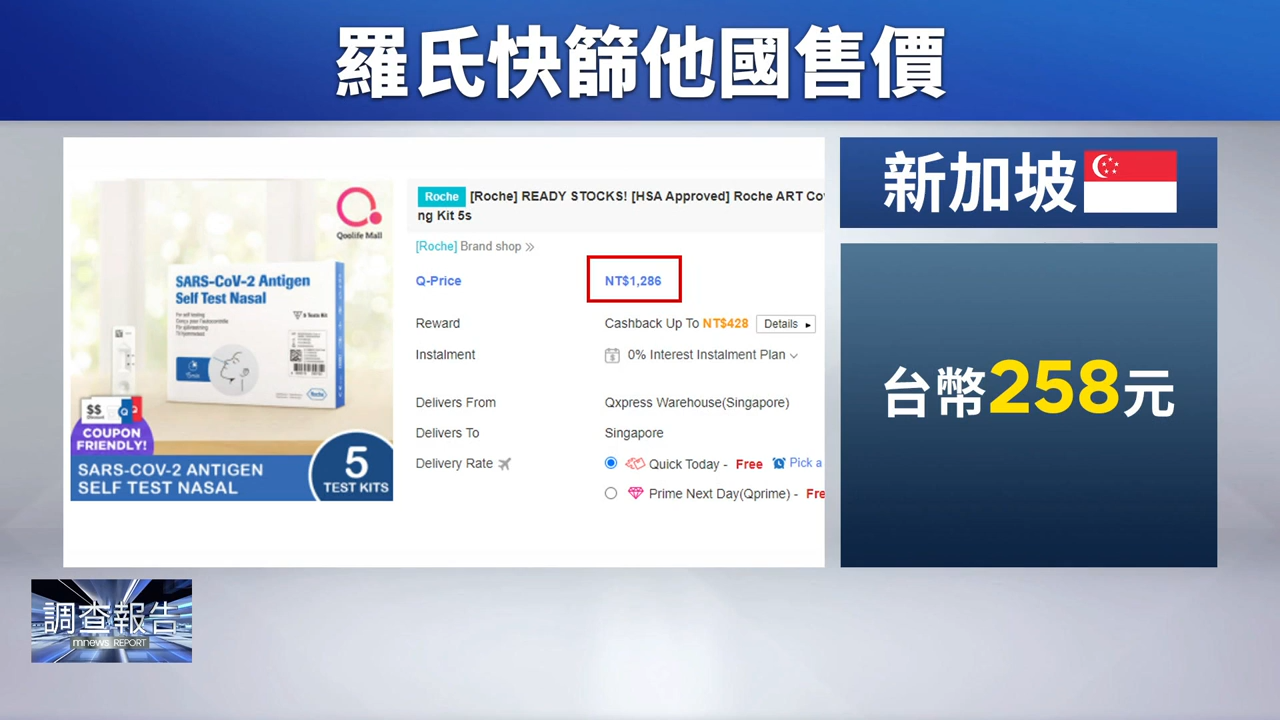 羅氏快篩他國售價
Qoolife Mall
SARS-CoV-2 Antigen
Self Test Nasal
For self testing
5 Tests Kit
Roche
$$
Q
COUPON
FRIENDLY!
SARS-COV-2 ANTIGEN
SELF TEST NASAL
5
TEST KITS
Roche [Roche] READY STOCKS! [HSA Approved] Roche ART Co
ng Kit 5s
[Roche] Brand shop »
Q-Price NT$1,286
Reward Cashback Up To NT$428 Details ▸
Instalment 0% Interest Instalment Plan
Delivers From Qxpress Warehouse(Singapore)
Delivers To Singapore
Delivery Rate Quick Today - Free Pick a
Prime Next Day(Qprime) - Fre
新加坡
台幣258元
調查報告
mnews REPORT